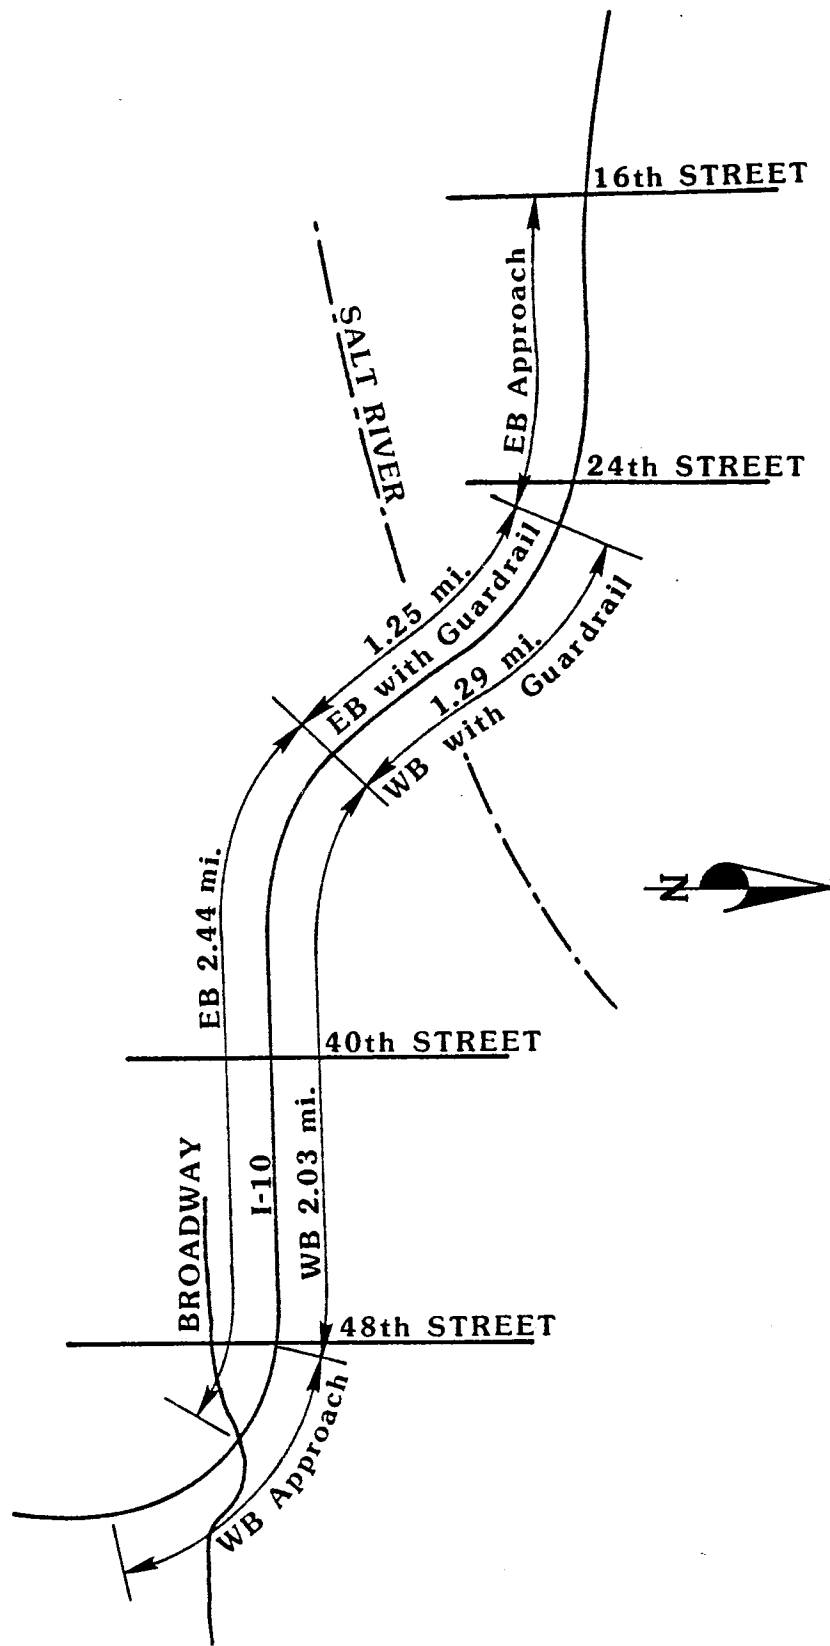 16th STREET
EB Approach
SALT RIVER
24th STREET
1.25 mi.
EB with Guardrail
1.29 mi.
WB with Guardrail
EB 2.44 mi.
N
40th STREET
WB 2.03 mi.
I-10
BROADWAY
48th STREET
WB Approach